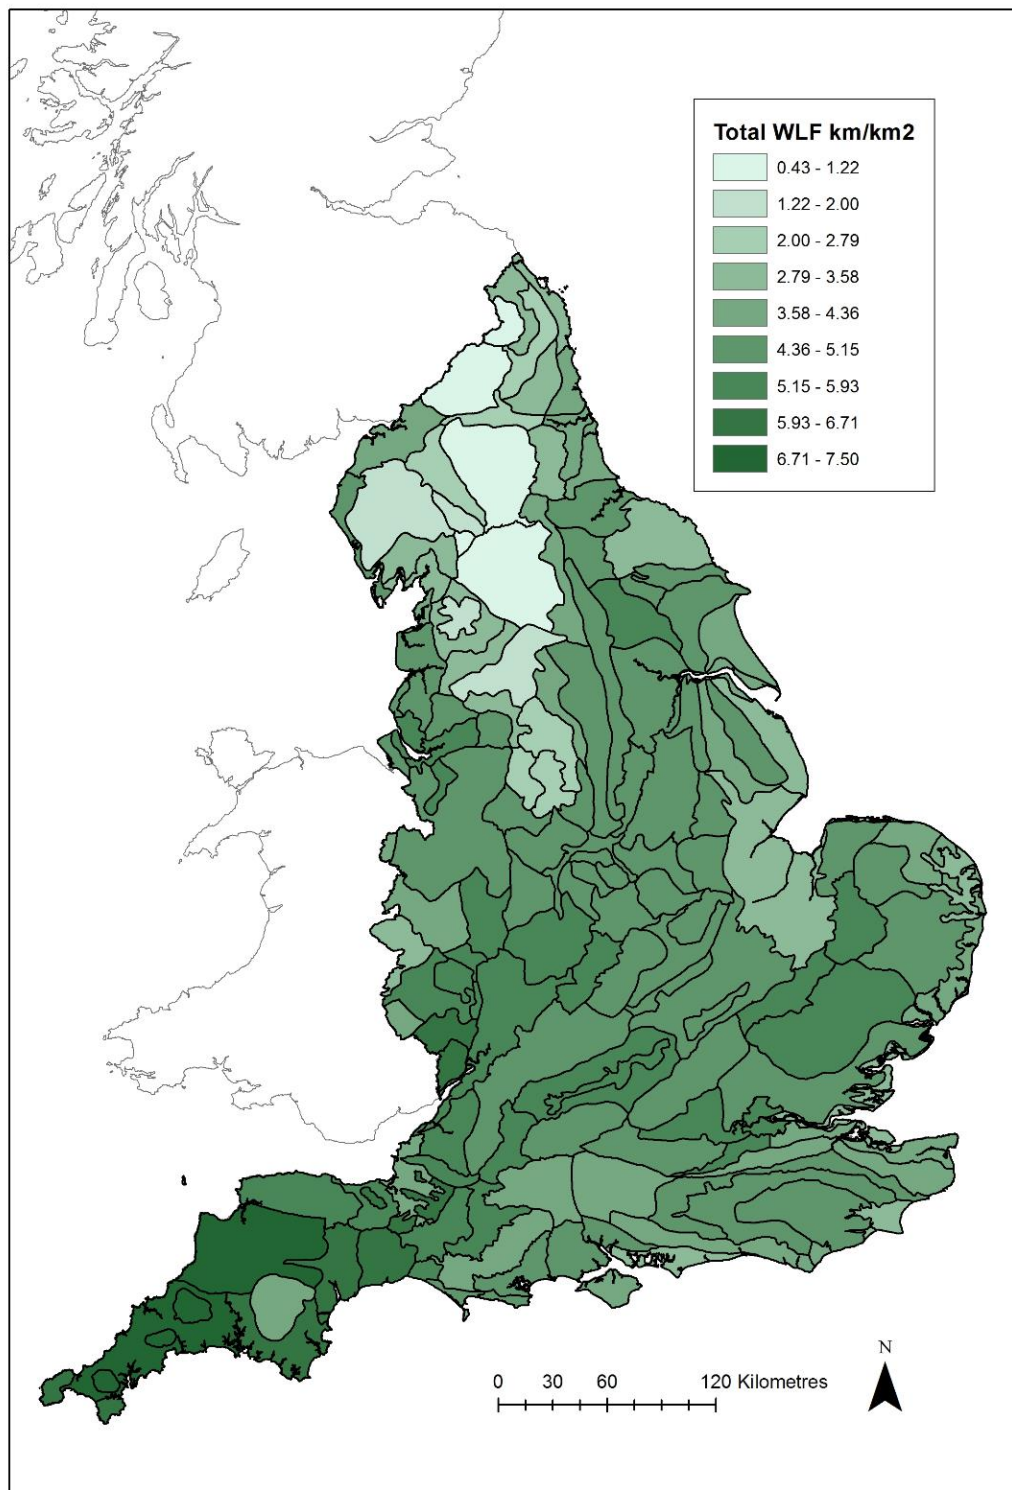 Total WLF km/km2
0.43 - 1.22
1.22 - 2.00
2.00 - 2.79
2.79 - 3.58
3.58 - 4.36
4.36 - 5.15
5.15 - 5.93
5.93 - 6.71
6.71 - 7.50
N
0 30 60 120 Kilometres